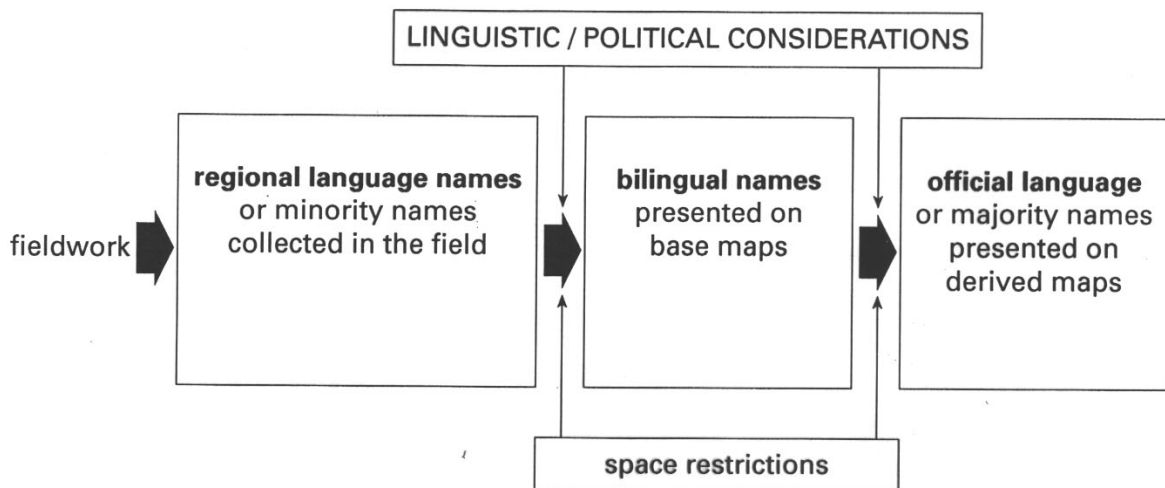 LINGUISTIC / POLITICAL CONSIDERATIONS
fieldwork
regional language names
or minority names
collected in the field
bilingual names
presented on
base maps
official language
or majority names
presented on
derived maps
space restrictions